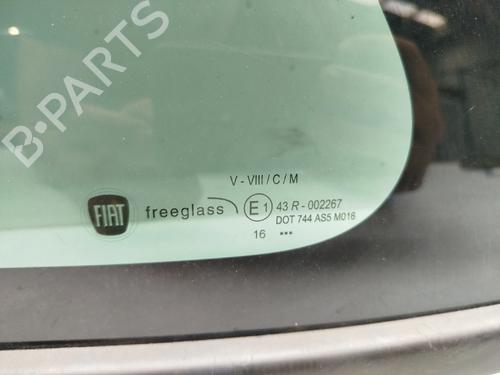 B-PARTS
V - VIII / C / M
FIAT freeglass E1 43 R - 002267
DOT 744 AS5 M016
16 •••